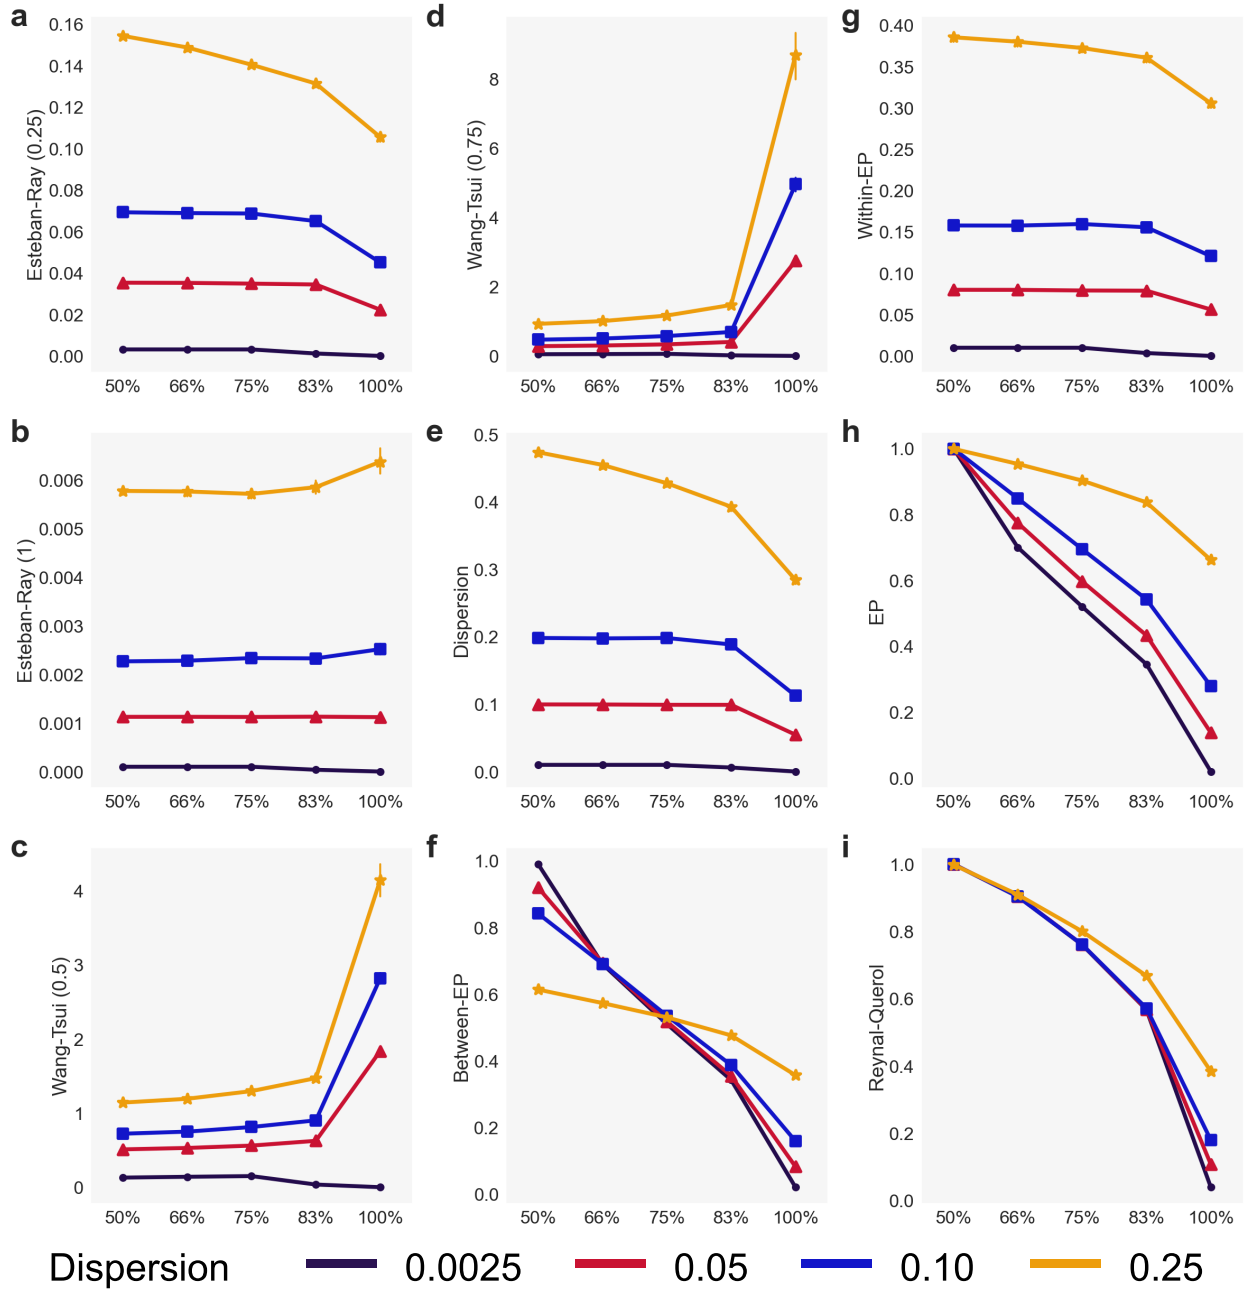 a
0.16
0.14
0.12
0.10
0.08
0.06
0.04
0.02
0.00
Esteban-Ray (0.25)
50% 66% 75% 83% 100%
d
8
6
4
2
0
Wang-Tsui (0.75)
50% 66% 75% 83% 100%
g
0.40
0.35
0.30
0.25
0.20
0.15
0.10
0.05
0.00
Within-EP
50% 66% 75% 83% 100%
b
0.006
0.005
0.004
0.003
0.002
0.001
0.000
Esteban-Ray (1)
50% 66% 75% 83% 100%
e
0.5
0.4
0.3
0.2
0.1
0.0
Dispersion
50% 66% 75% 83% 100%
h
1.0
0.8
0.6
0.4
0.2
0.0
EP
50% 66% 75% 83% 100%
c
4
3
2
1
0
Wang-Tsui (0.5)
50% 66% 75% 83% 100%
f
1.0
0.8
0.6
0.4
0.2
0.0
Between-EP
50% 66% 75% 83% 100%
i
1.0
0.8
0.6
0.4
0.2
0.0
Reynal-Querol
50% 66% 75% 83% 100%
Dispersion 0.0025 0.05 0.10 0.25